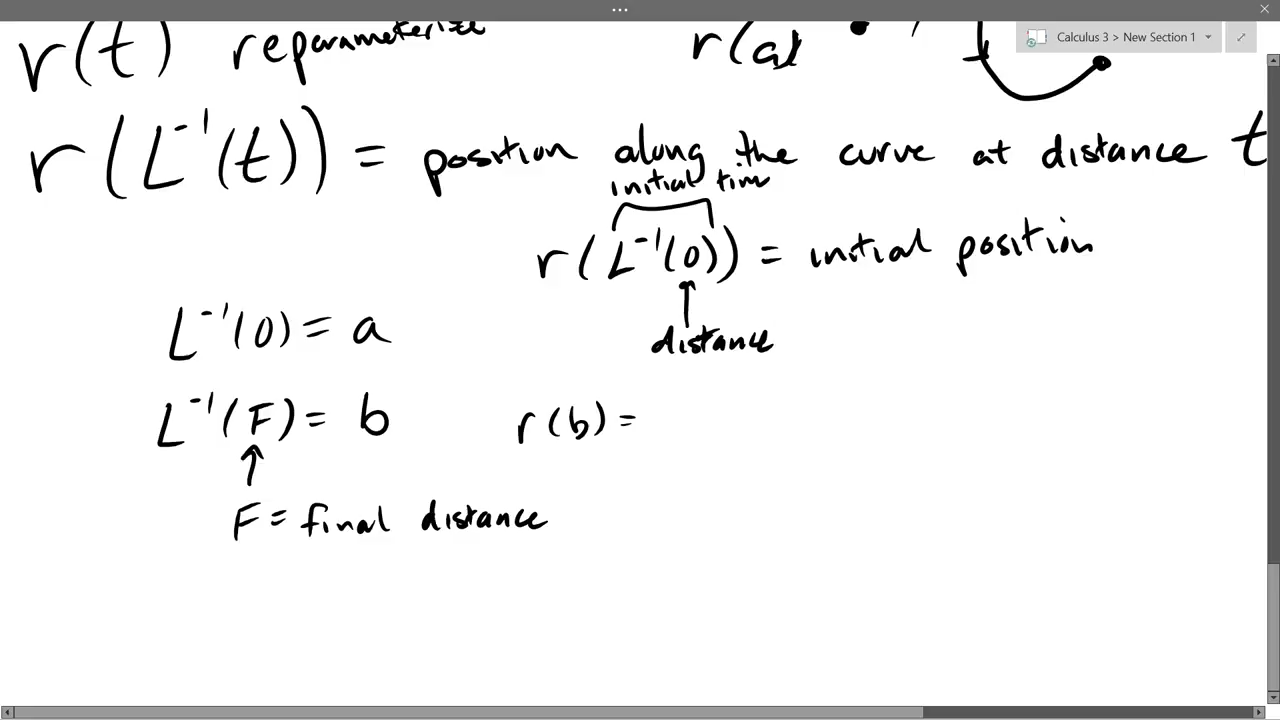 Calculus 3 > New Section 1
r(t) reparameterize
r(a)
r(L⁻¹(t)) = position along the curve at distance t
initial time
r(L⁻¹(0)) = initial position
distance
L⁻¹(0) = a
L⁻¹(F) = b
r(b) =
F = final distance